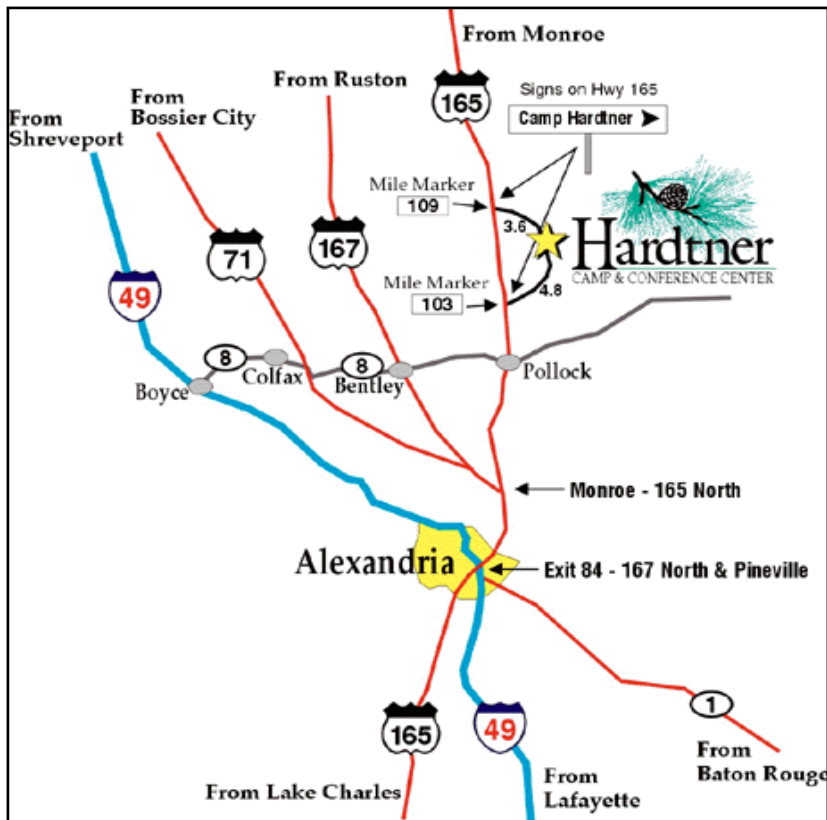 From Monroe
From Ruston
From
Bossier City
From
Shreveport
165
Signs on Hwy 165
Camp Hardtner
Mile Marker
109
3.6
Hardtner
CAMP & CONFERENCE CENTER
167
71
49
Mile Marker
103
4.8
8
Colfax
8
Bentley
Pollock
Boyce
Monroe - 165 North
Alexandria
Exit 84 - 167 North & Pineville
165
49
1
From
Baton Rouge
From Lake Charles
From
Lafayette